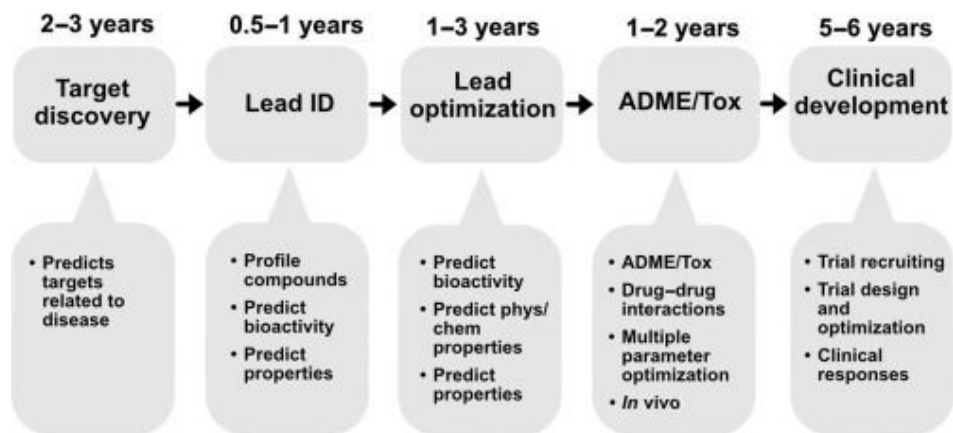 2–3 years
0.5–1 years
1–3 years
1–2 years
5–6 years
Target
discovery
Lead ID
Lead
optimization
ADME/Tox
Clinical
development
• Predicts
targets
related to
disease
• Profile
compounds
• Predict
bioactivity
• Predict
properties
• Predict
bioactivity
• Predict phys/
chem
properties
• Predict
properties
• ADME/Tox
• Drug–drug
interactions
• Multiple
parameter
optimization
• In vivo
• Trial recruiting
• Trial design
and
optimization
• Clinical
responses